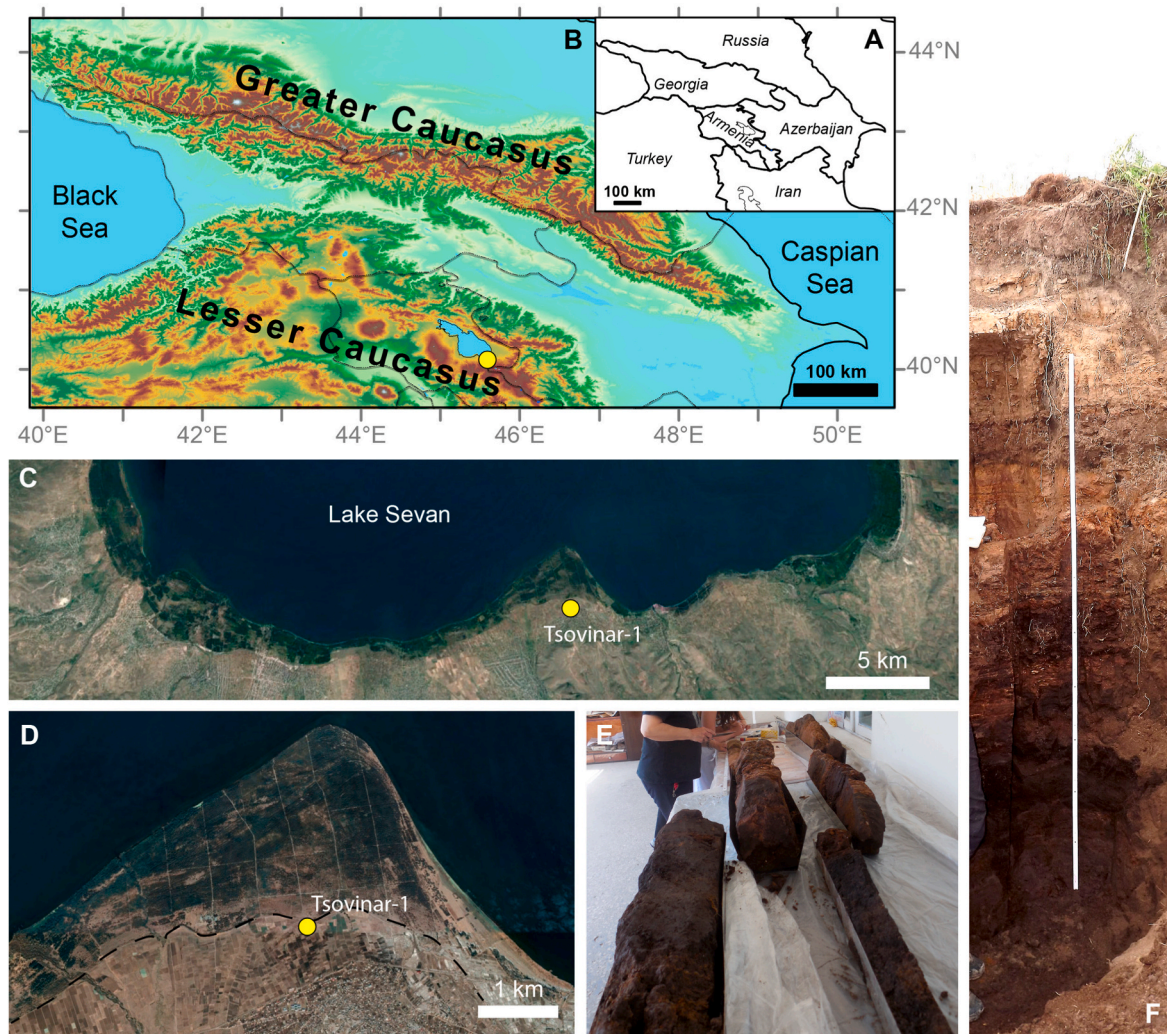 B
A
Russia
Georgia
Armenia
Azerbaijan
Turkey
Iran
100 km
44°N
42°N
40°N
Greater Caucasus
Black
Sea
Caspian
Sea
Lesser Caucasus
100 km
40°E
42°E
44°E
46°E
48°E
50°E
C
Lake Sevan
Tsovinar-1
5 km
D
Tsovinar-1
1 km
E
F